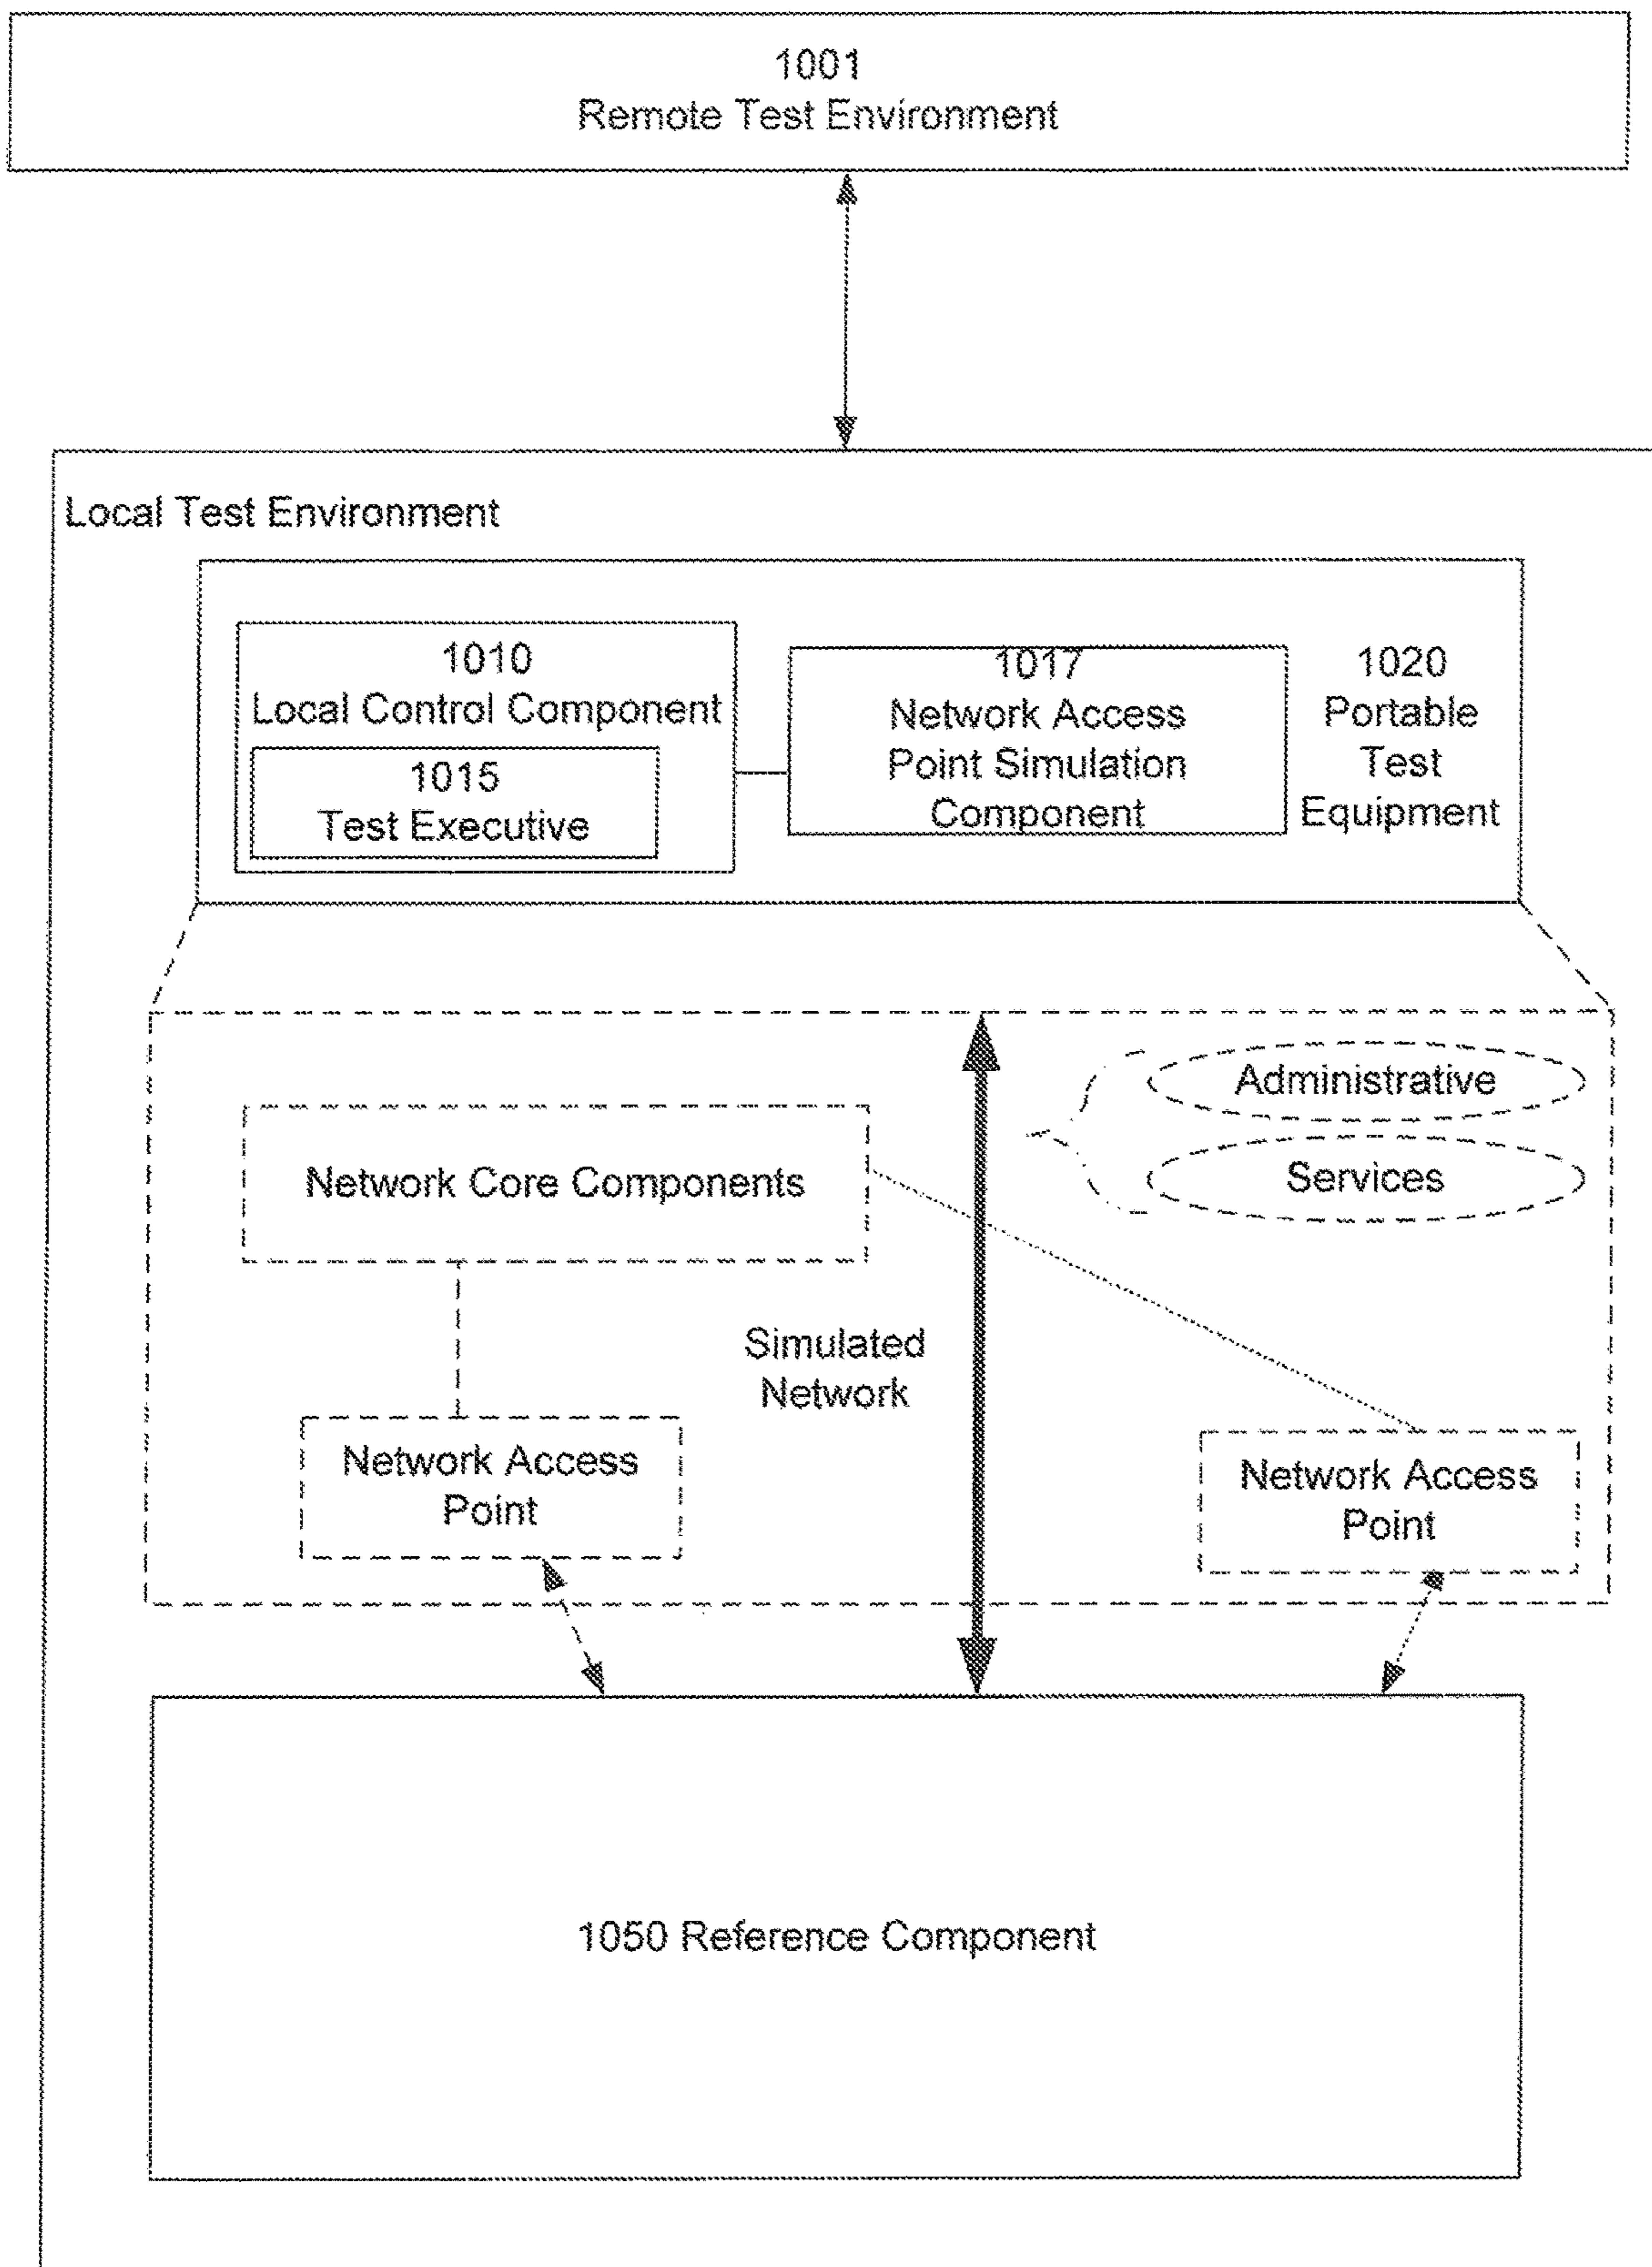 1001
Remote Test Environment
Local Test Environment
1010
Local Control Component
1015
Test Executive
1017
Network Access
Point Simulation
Component
1020
Portable
Test
Equipment
Administrative
Services
Network Core Components
Simulated
Network
Network Access
Point
Network Access
Point
1050 Reference Component